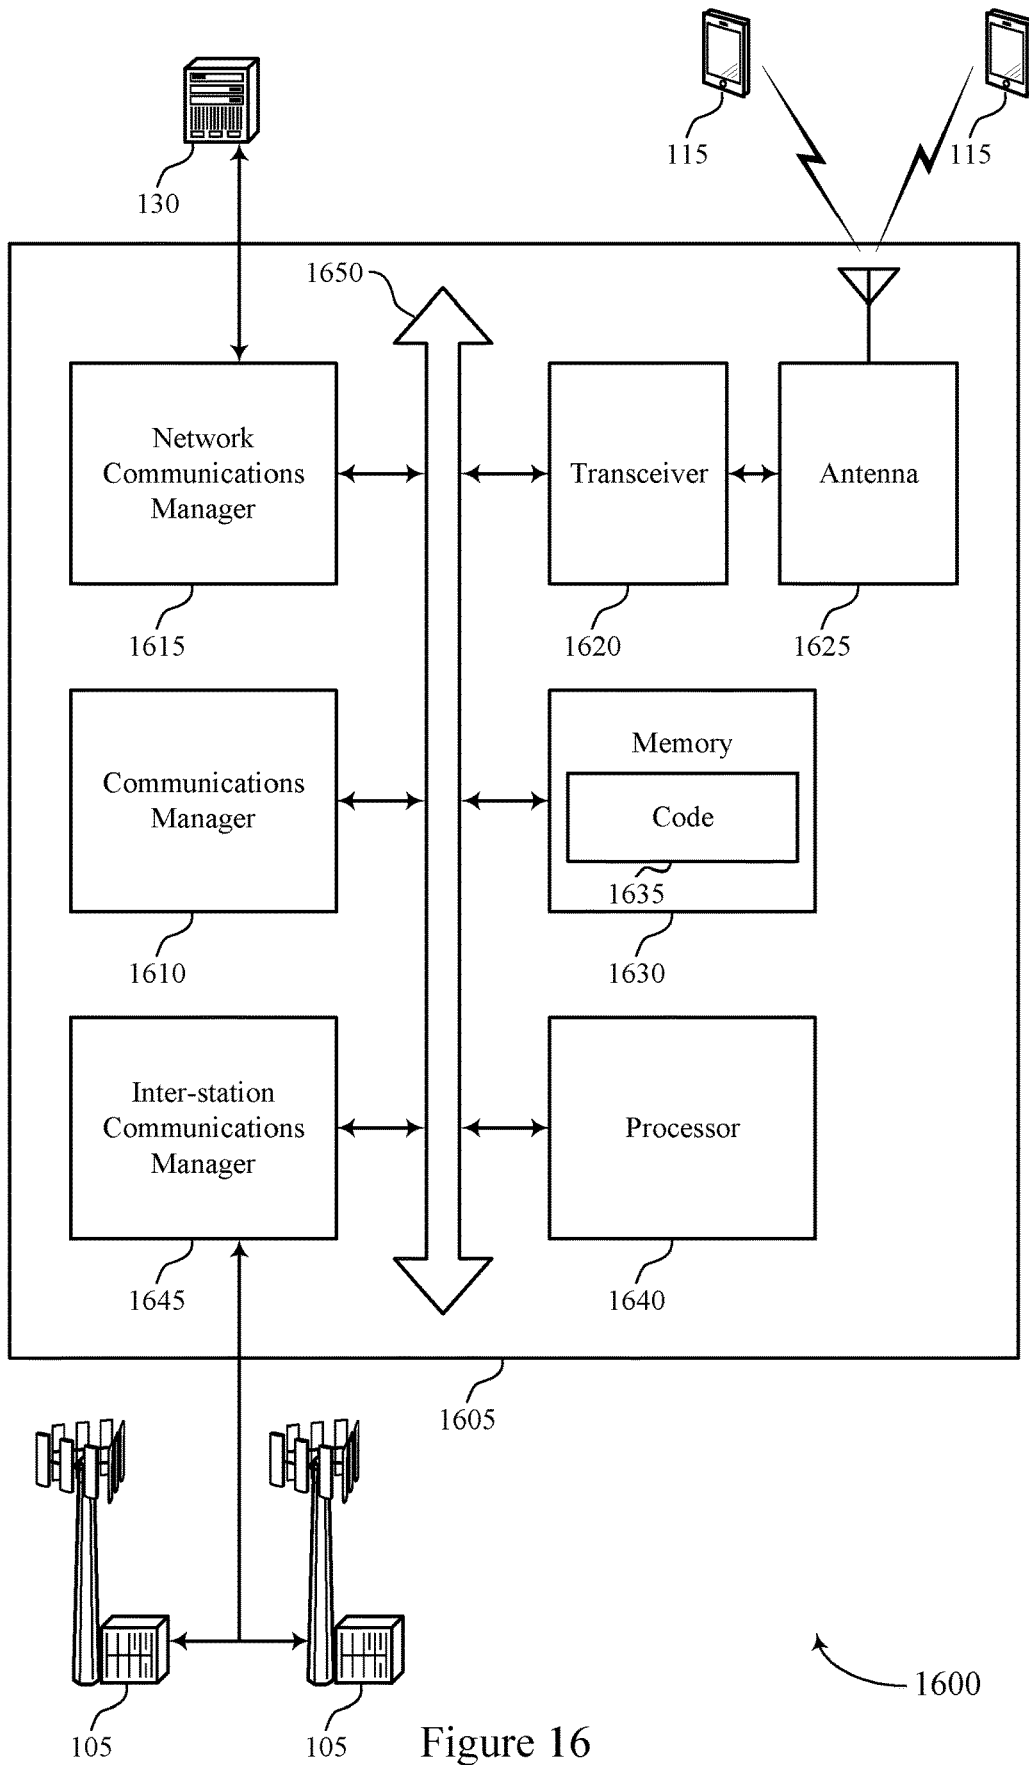 115
115
130
1650
Network
Communications
Manager
Transceiver
Antenna
1615
1620
1625
Communications
Manager
Memory
Code
1635
1610
1630
Inter-station
Communications
Manager
Processor
1645
1640
1605
1600
105
105
Figure 16